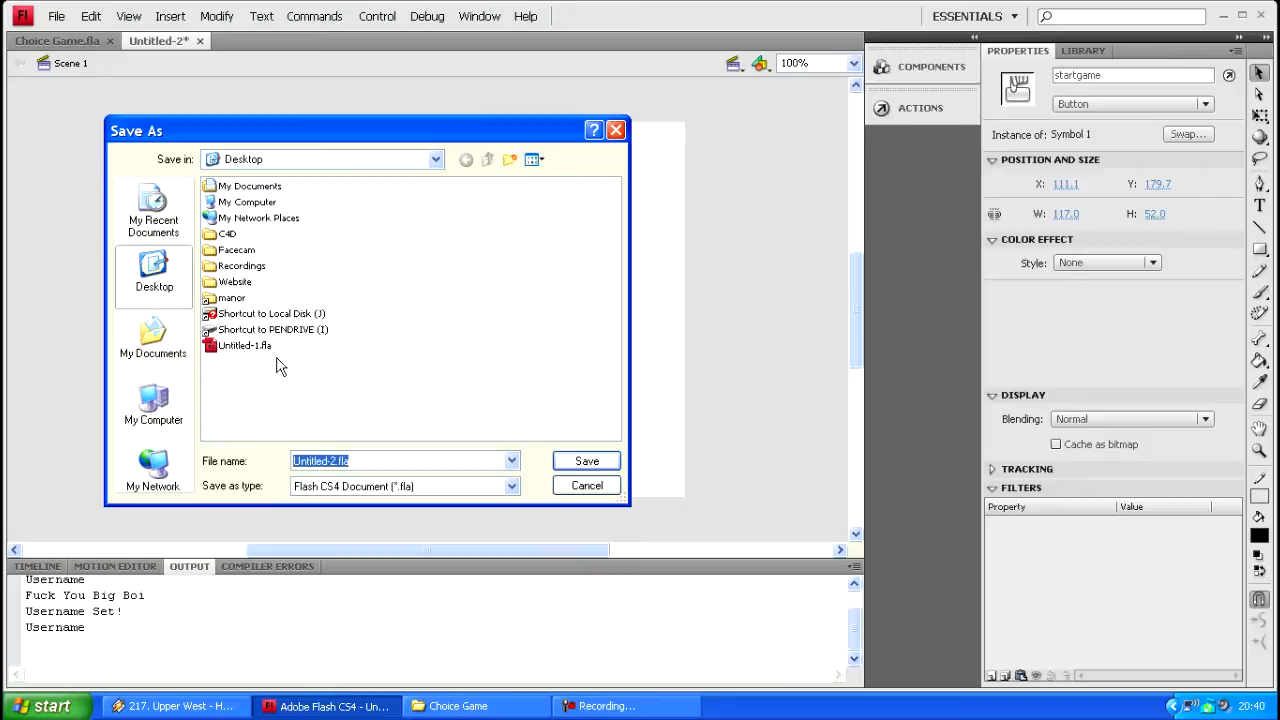 Fl File Edit View Insert Modify Text Commands Control Debug Window Help ESSENTIALS
Choice Game.fla Untitled-2*
Scene 1
100%
Save As
Save in: Desktop
My Recent Documents
Desktop
My Documents
My Computer
My Network
My Documents
My Computer
My Network Places
C4D
Facecam
Recordings
Website
manor
Shortcut to Local Disk (J)
Shortcut to PENDRIVE (I)
Untitled-1.fla
File name: Untitled-2.fla Save
Save as type: Flash CS4 Document (*.fla) Cancel
COMPONENTS
ACTIONS
PROPERTIES LIBRARY
startgame
Button
Instance of: Symbol 1 Swap...
POSITION AND SIZE
X: 111.1 Y: 179.7
W: 117.0 H: 52.0
COLOR EFFECT
Style: None
DISPLAY
Blending: Normal
Cache as bitmap
TRACKING
FILTERS
Property Value
TIMELINE MOTION EDITOR OUTPUT COMPILER ERRORS
Username
Fuck You Big Boi
Username Set!
Username
start 217. Upper West - H... Adobe Flash CS4 - Un... Choice Game Recording... 20:40